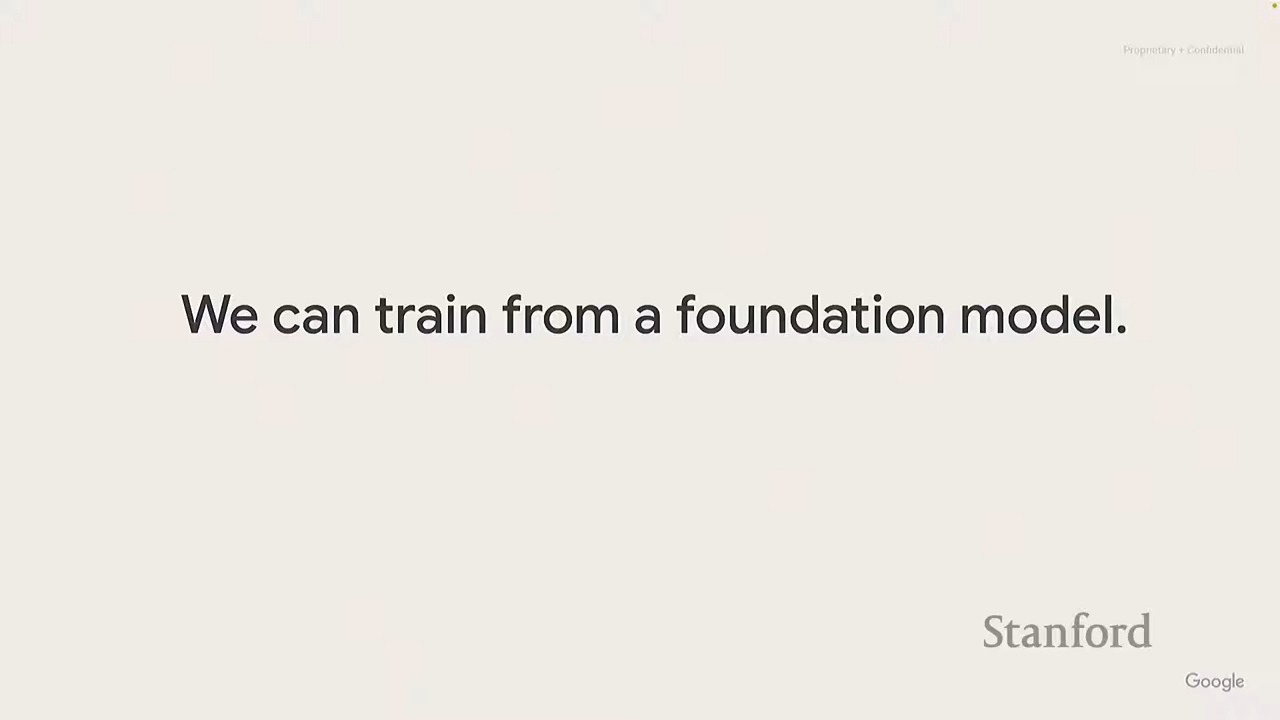 Proprietary + Confidential
We can train from a foundation model.
Stanford
Google